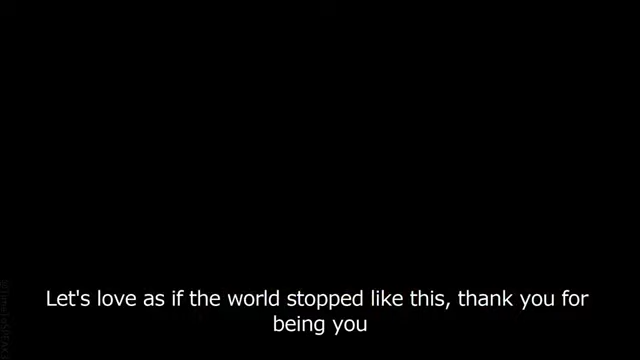 Let's love as if the world stopped like this, thank you for
being you